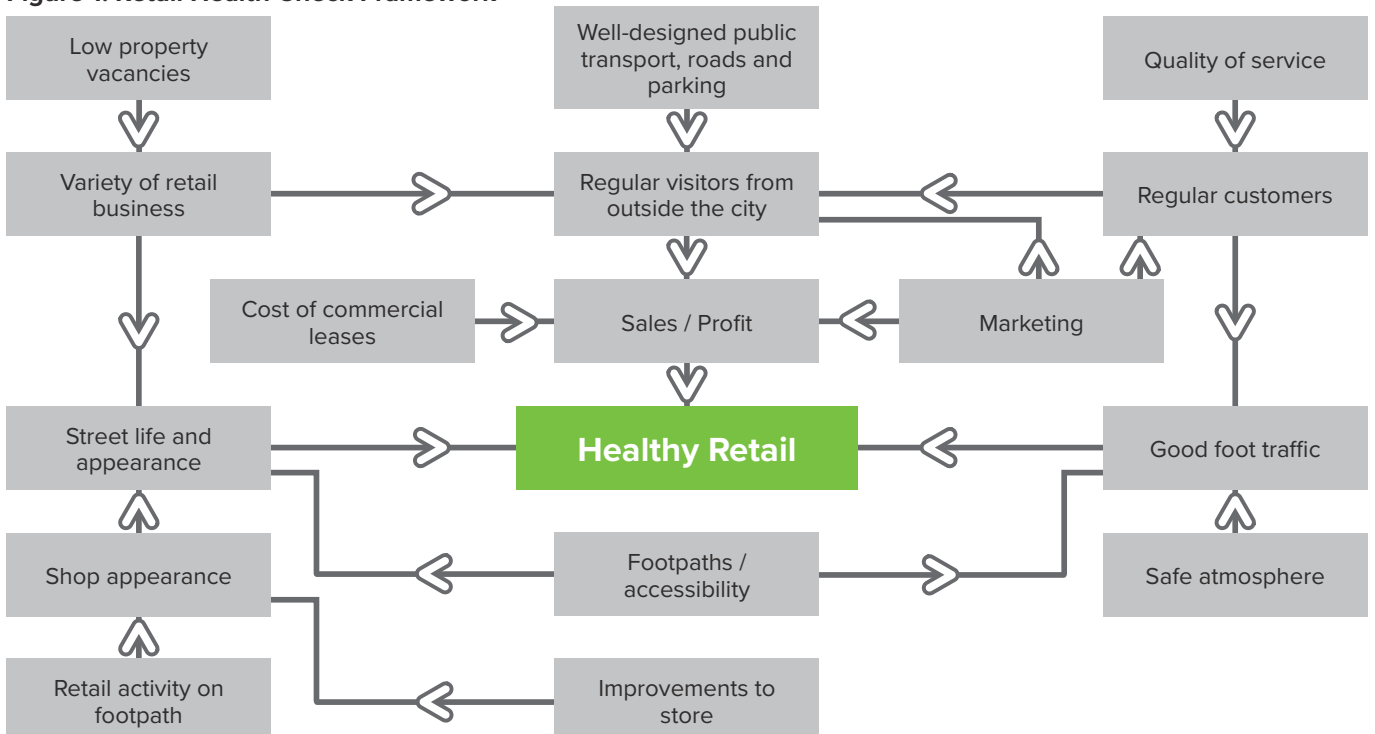 Low property
vacancies
Well-designed public
transport, roads and
parking
Quality of service
Variety of retail
business
Regular visitors from
outside the city
Regular customers
Cost of commercial
leases
Sales / Profit
Marketing
Street life and
appearance
Healthy Retail
Good foot traffic
Shop appearance
Footpaths /
accessibility
Safe atmosphere
Retail activity on
footpath
Improvements to
store